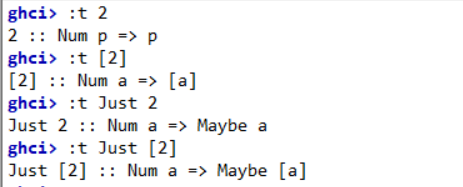 ghci> :t 2
2 :: Num p => p
ghci> :t [2]
[2] :: Num a => [a]
ghci> :t Just 2
Just 2 :: Num a => Maybe a
ghci> :t Just [2]
Just [2] :: Num a => Maybe [a]